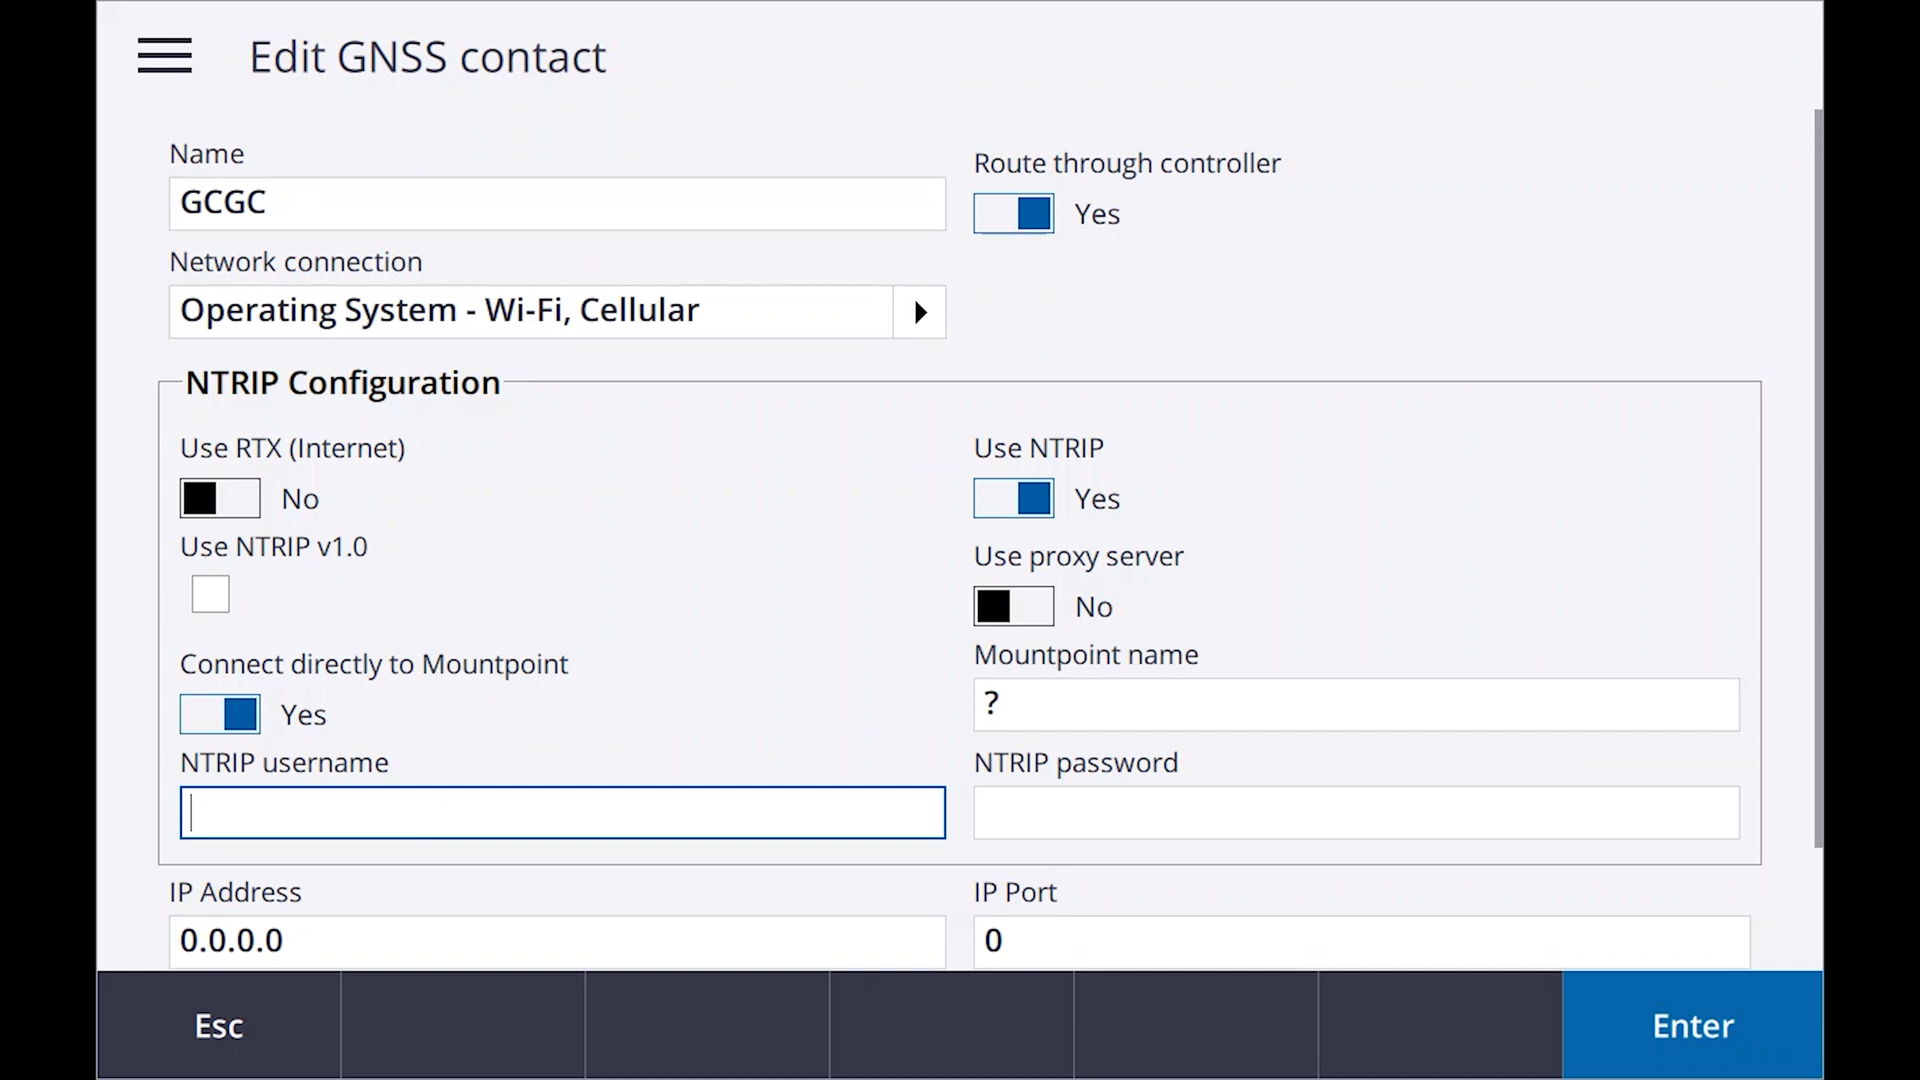 Edit GNSS contact
Name
GCGC
Route through controller
Yes
Network connection
Operating System - Wi-Fi, Cellular
NTRIP Configuration
Use RTX (Internet)
No
Use NTRIP
Yes
Use NTRIP v1.0
Use proxy server
No
Connect directly to Mountpoint
Yes
Mountpoint name
?
NTRIP username
NTRIP password
IP Address
0.0.0.0
IP Port
0
Esc
Enter